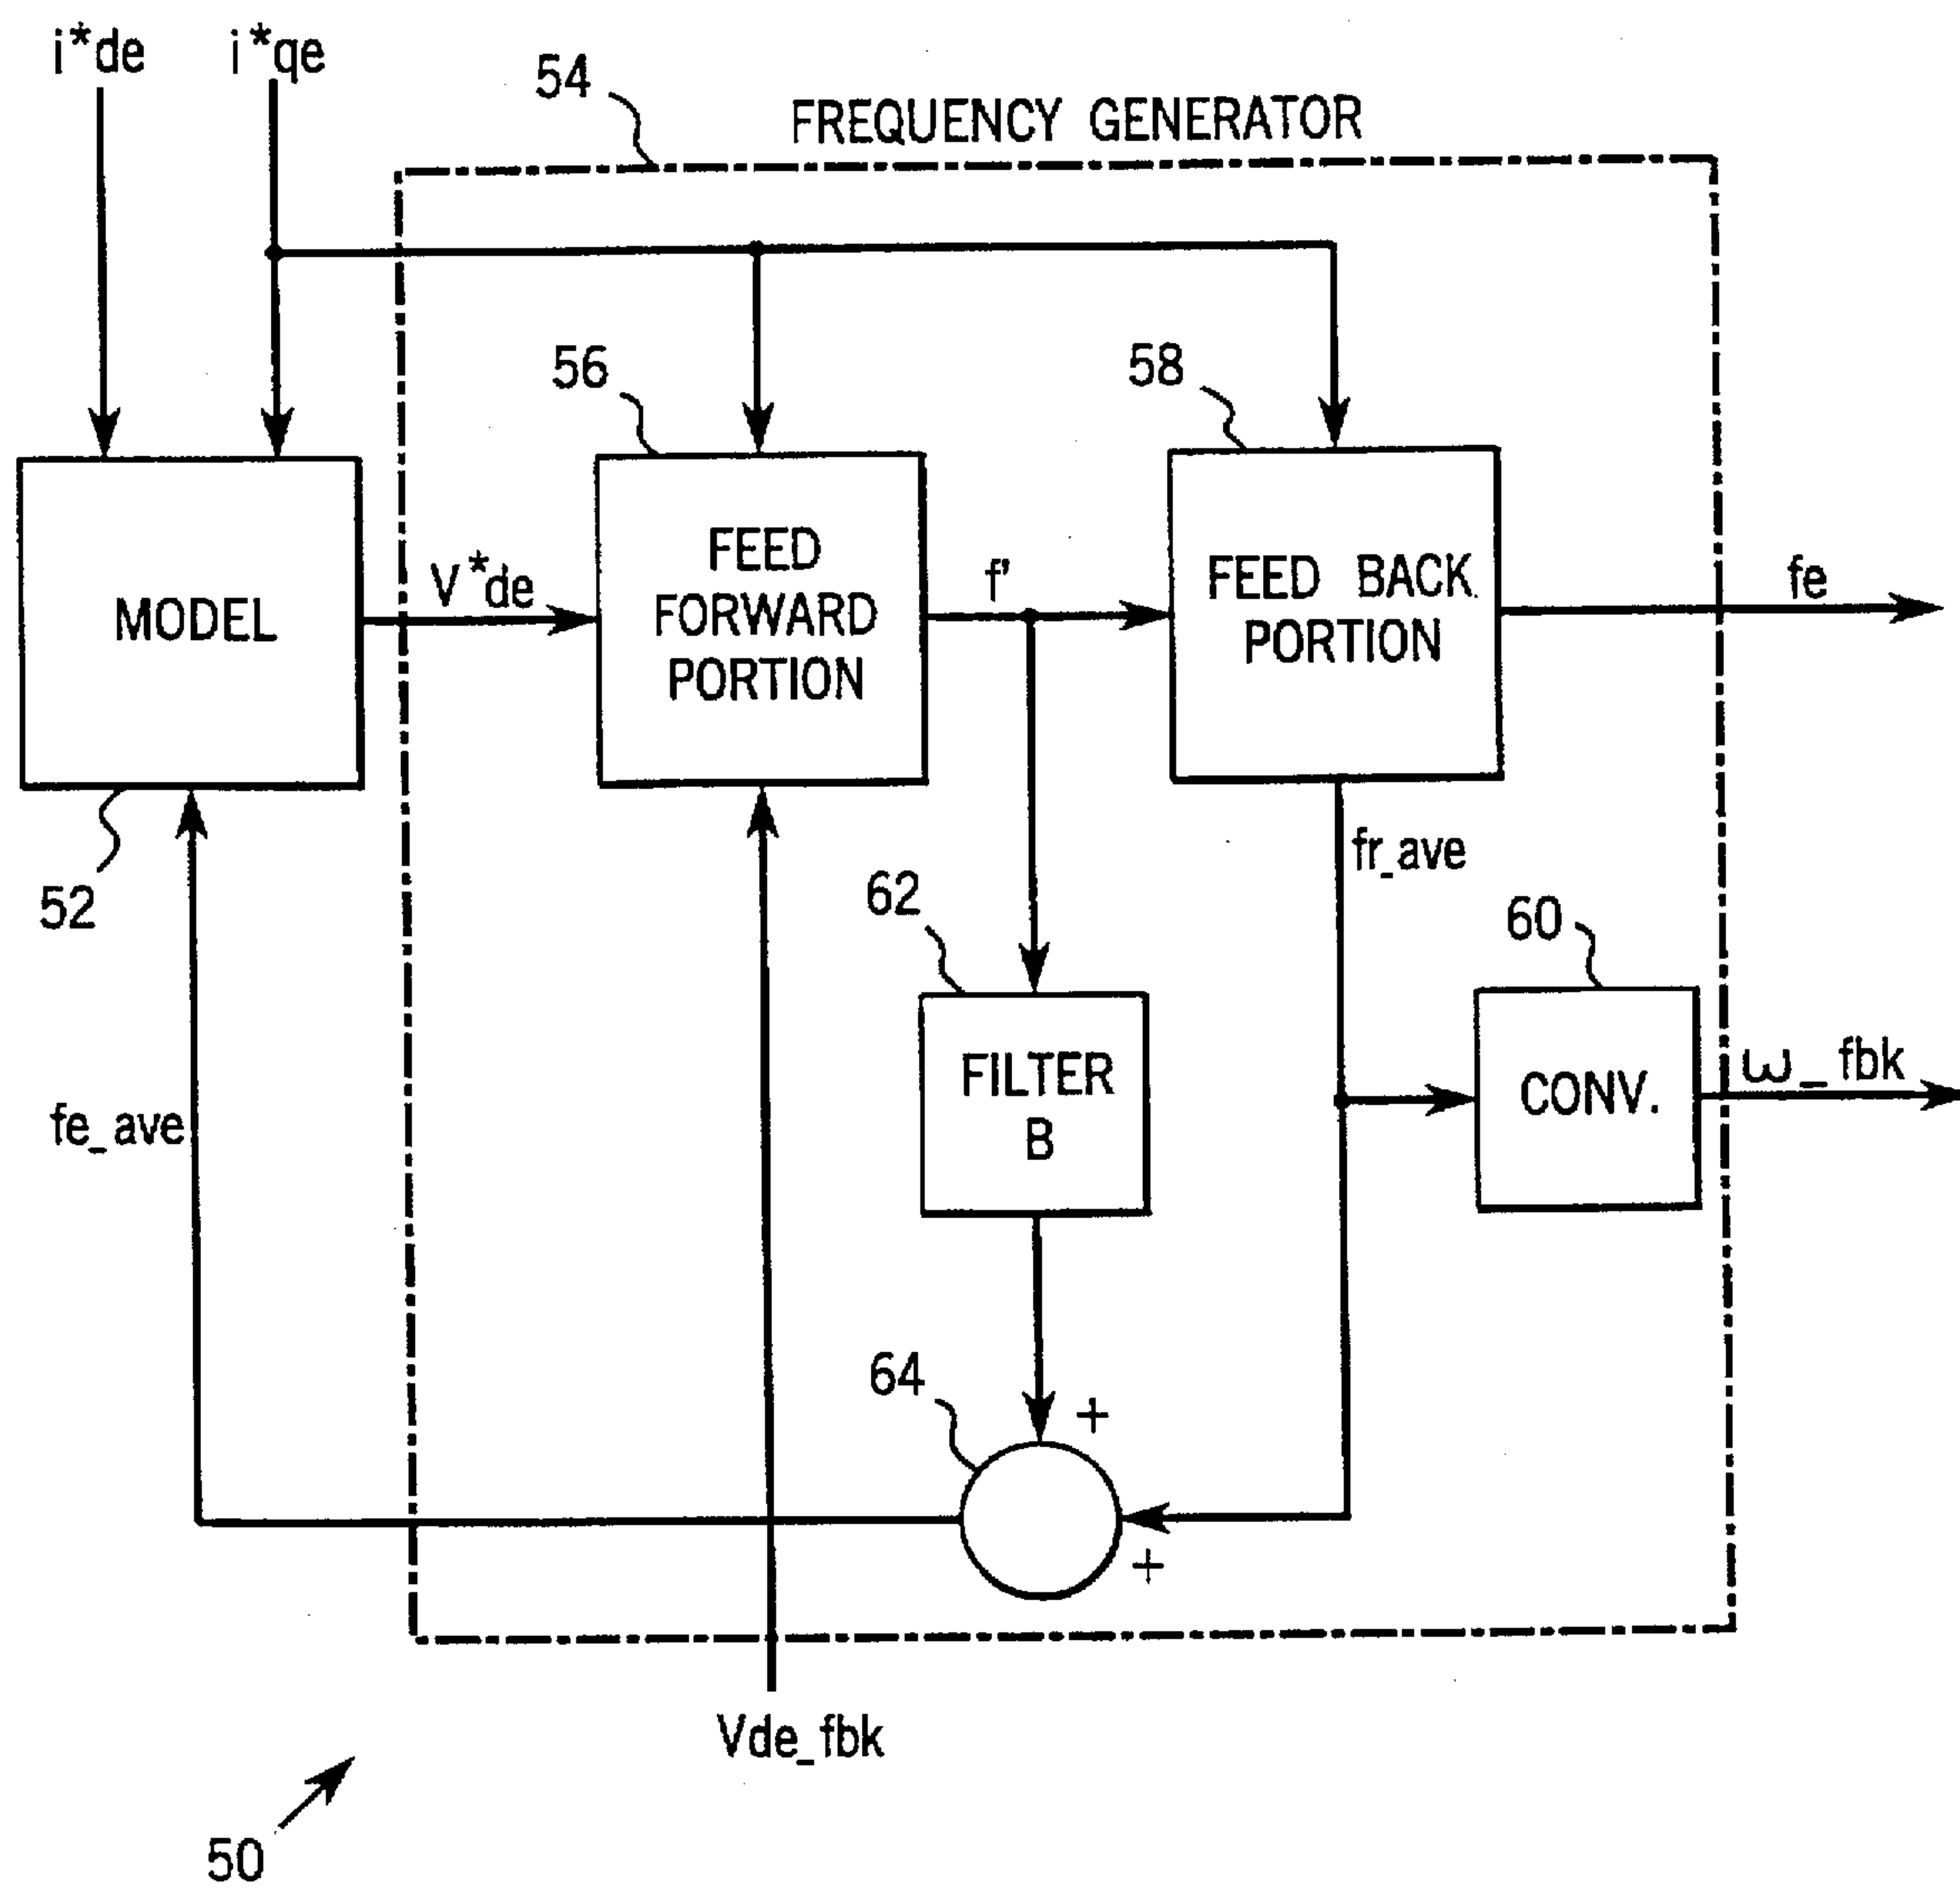 i*de
i*qe
54
FREQUENCY GENERATOR
56
58
MODEL
V*de
FEED
FORWARD
PORTION
f'
FEED BACK
PORTION
fe
52
fr_ave
62
60
fe_ave
FILTER
B
CONV.
ω_fbk
64
+
+
Vde_fbk
50